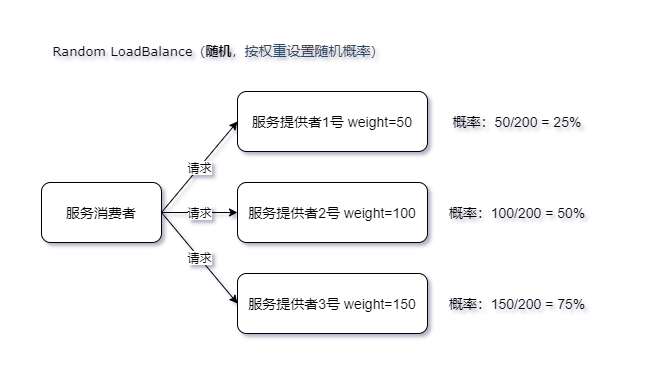 Random LoadBalance（随机，按权重设置随机概率）
服务提供者1号 weight=50
概率：50/200 = 25%
请求
服务消费者
请求
服务提供者2号 weight=100
概率：100/200 = 50%
请求
服务提供者3号 weight=150
概率：150/200 = 75%